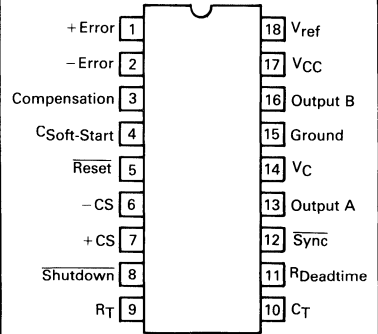 +Error 1 18 Vref
−Error 2 17 VCC
Compensation 3 16 Output B
CSoft-Start 4 15 Ground
Reset 5 14 VC
−CS 6 13 Output A
+CS 7 12 Sync
Shutdown 8 11 RDeadtime
RT 9 10 CT